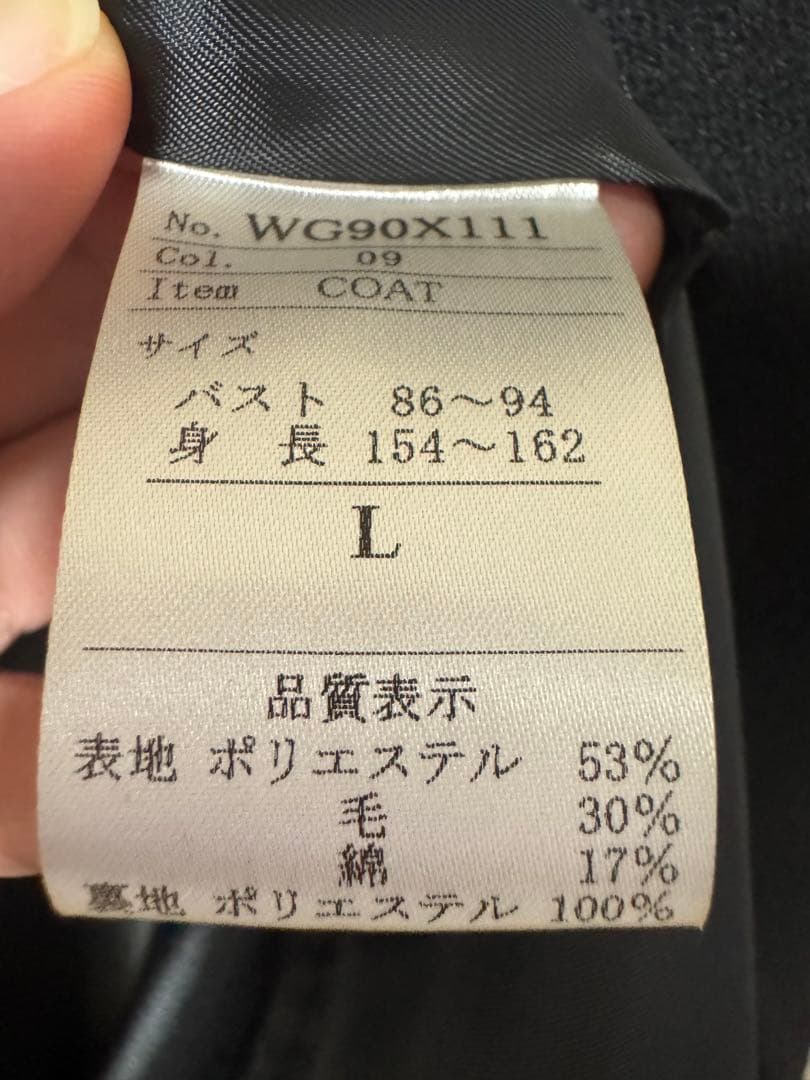 No. WG90X111
Col. 09
Item COAT
サイズ
バスト 86～94
身 長 154～162
L
品質表示
表地 ポリエステル 53%
毛 30%
綿 17%
裏地 ポリエステル 100%